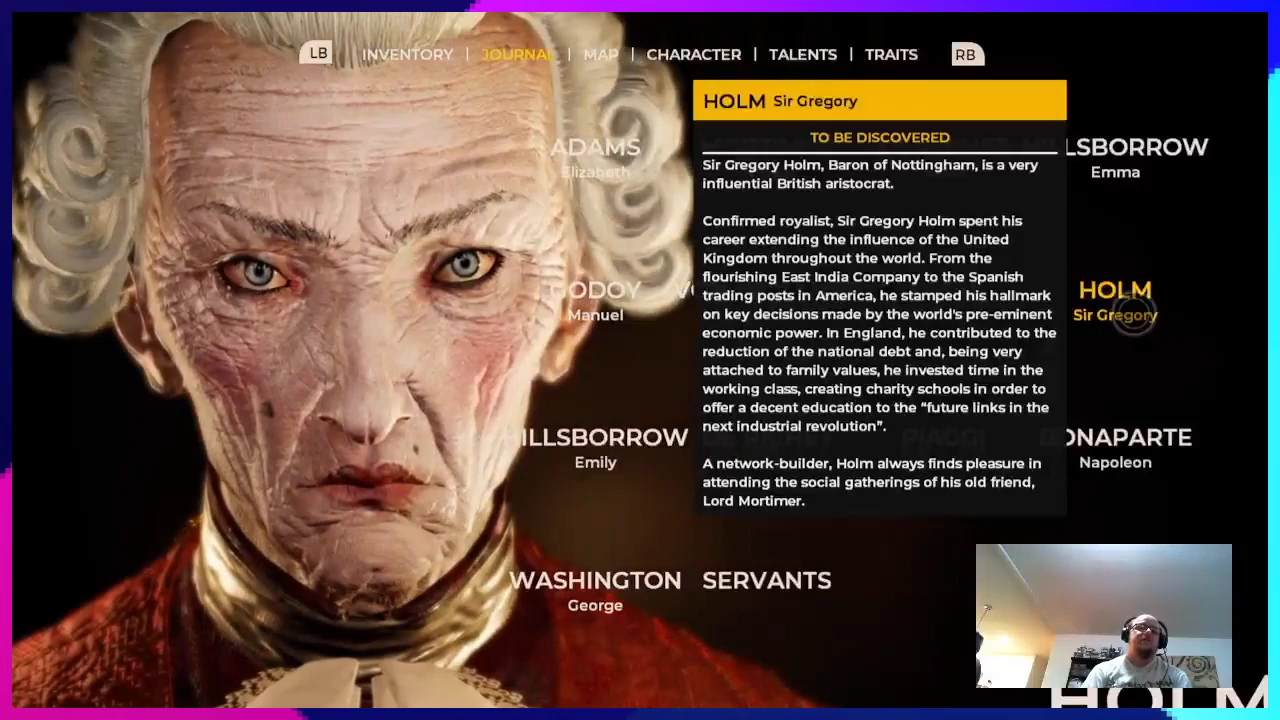 LB INVENTORY | JOURNAL | MAP | CHARACTER | TALENTS | TRAITS RB
HOLM Sir Gregory
TO BE DISCOVERED
Sir Gregory Holm, Baron of Nottingham, is a very
influential British aristocrat.
Confirmed royalist, Sir Gregory Holm spent his
career extending the influence of the United
Kingdom throughout the world. From the
flourishing East India Company to the Spanish
trading posts in America, he stamped his hallmark
on key decisions made by the world's pre-eminent
economic power. In England, he contributed to the
reduction of the national debt and, being very
attached to family values, he invested time in the
working class, creating charity schools in order to
offer a decent education to the "future links in the
next industrial revolution".
A network-builder, Holm always finds pleasure in
attending the social gatherings of his old friend,
Lord Mortimer.
ADAMS
Elizabeth
LSBORROW
Emma
GODOY
Manuel
HOLM
Sir Gregory
ILLSBORROW
Emily
PIAGGI
ONAPARTE
Napoleon
WASHINGTON
George
SERVANTS
HOLM